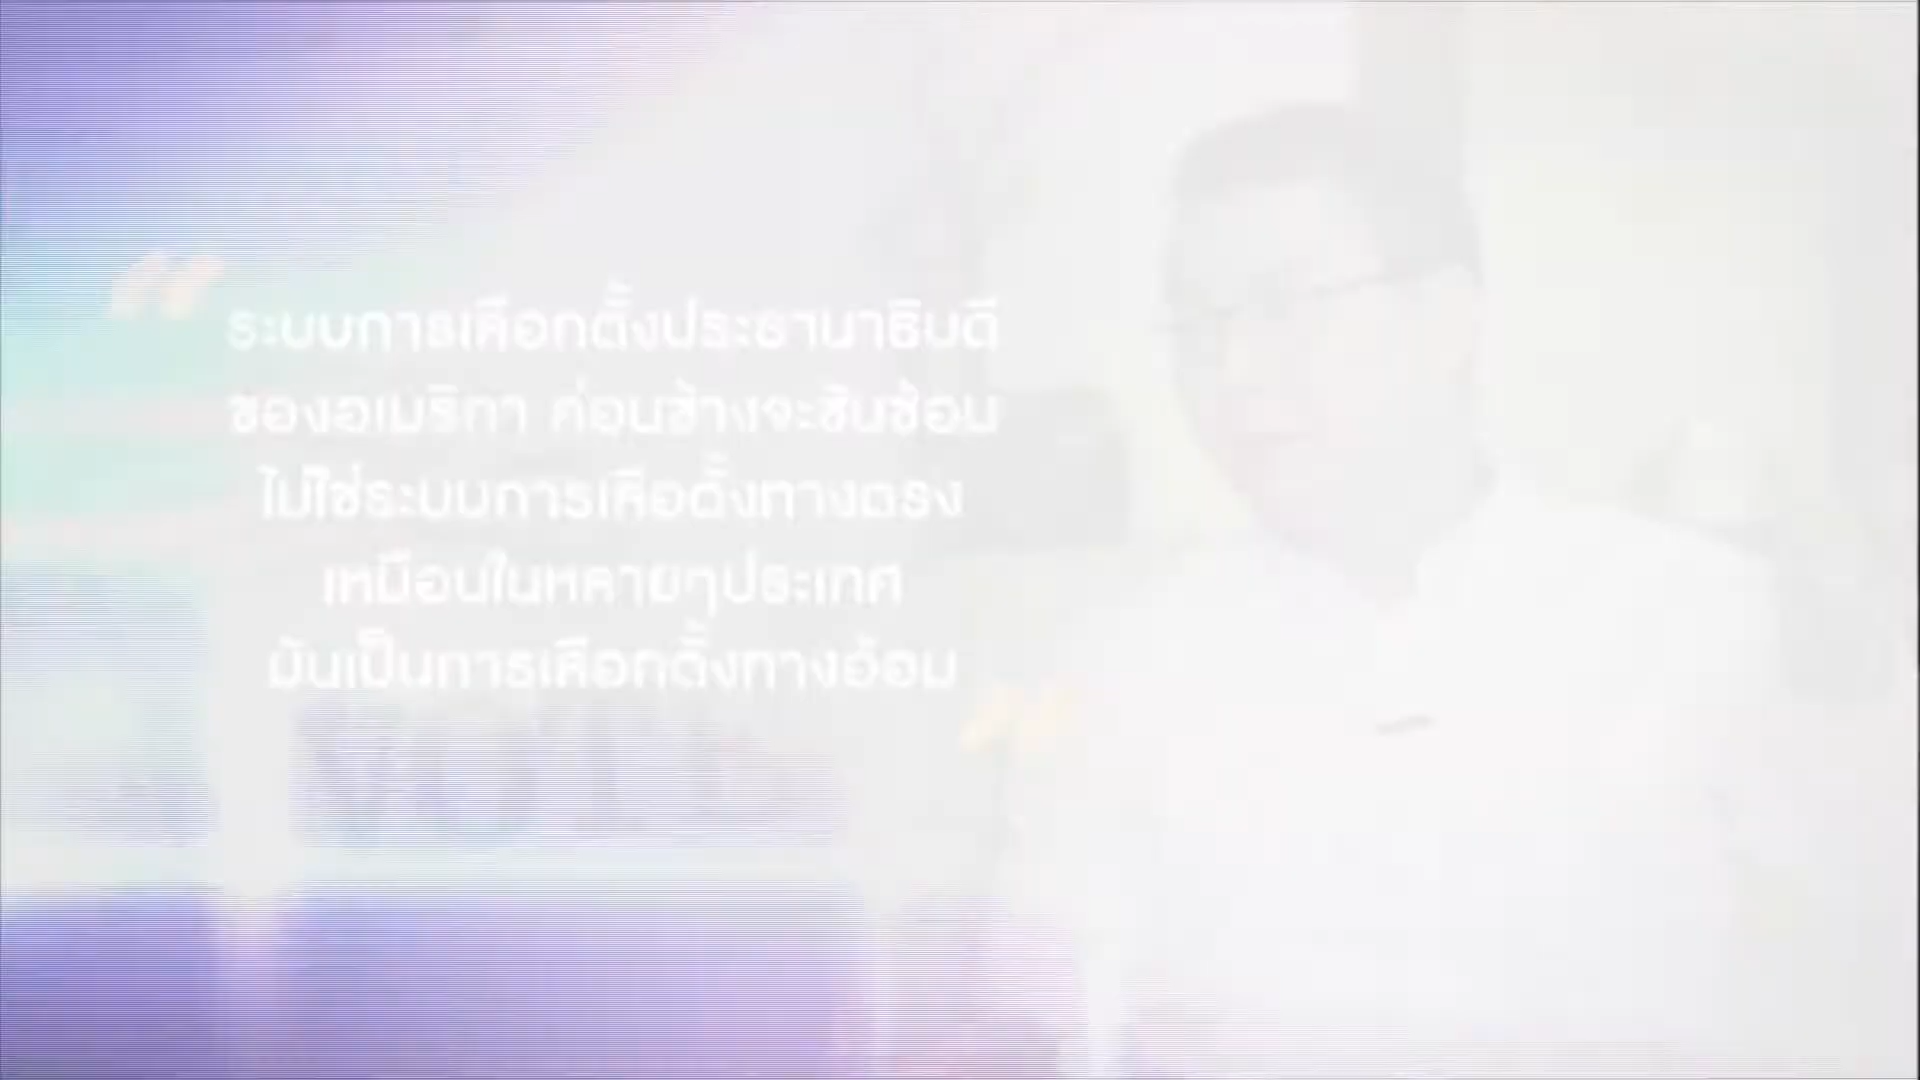 ระบบการเลือกตั้งประธานาธิบดี
ของอเมริกา ค่อนข้างจะซับซ้อน
ไม่ใช่ระบบการเลือตั้งทางตรง
เหมือนในหลายๆประเทศ
มันเป็นการเลือกตั้งทางอ้อม
VOTE